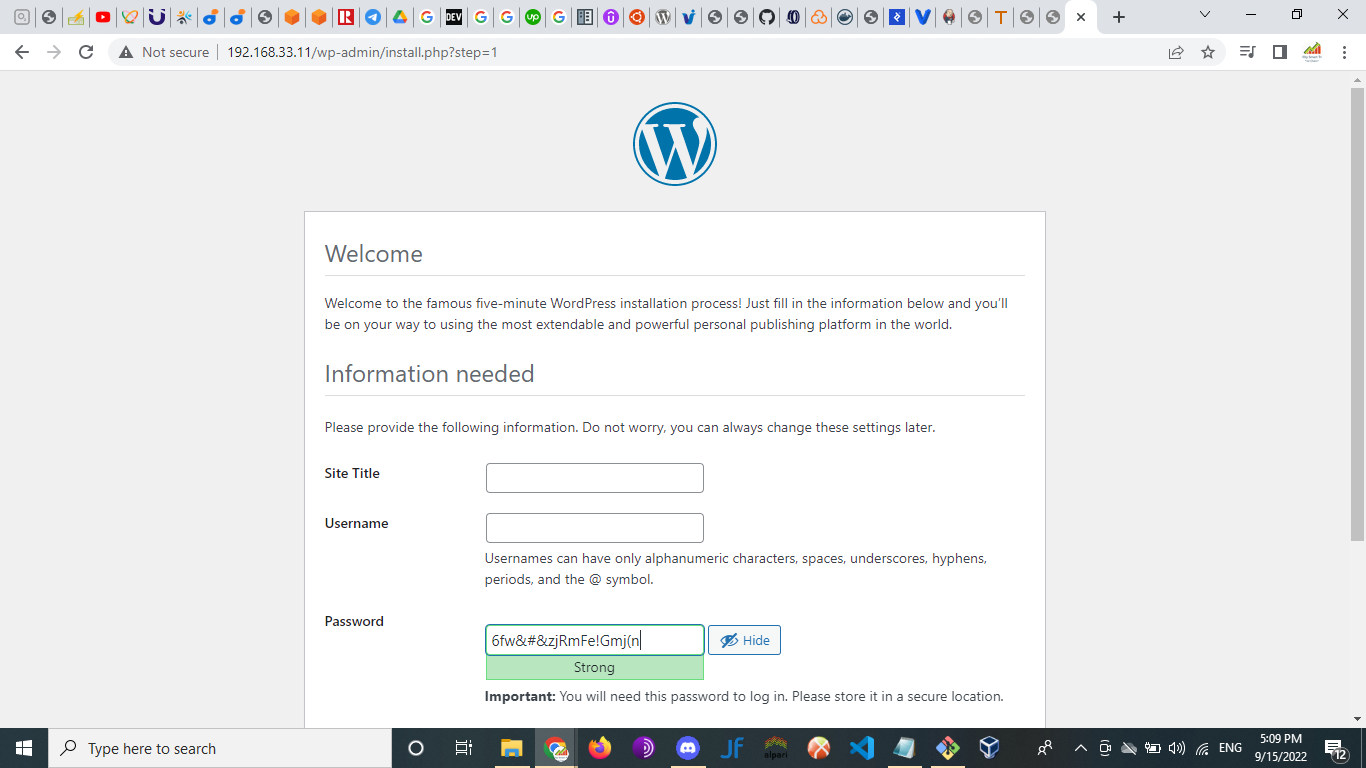 DEV
up
Not secure
192.168.33.11/wp-admin/install.php?step=1
Welcome
Welcome to the famous five-minute WordPress installation process! Just fill in the information below and you’ll
be on your way to using the most extendable and powerful personal publishing platform in the world.
Information needed
Please provide the following information. Do not worry, you can always change these settings later.
Site Title
Username
Usernames can have only alphanumeric characters, spaces, underscores, hyphens,
periods, and the @ symbol.
Password
6fw&#&zjRmFe!Gmj(n
Hide
Strong
Important: You will need this password to log in. Please store it in a secure location.
Type here to search
JF
alpari
ENG
5:09 PM
9/15/2022
12